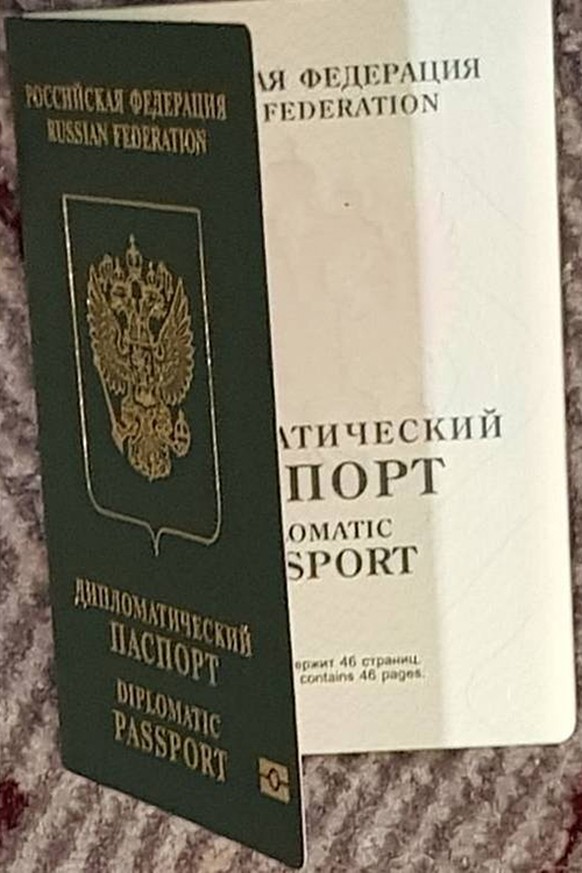 РОССИЙСКАЯ ФЕДЕРАЦИЯ
RUSSIAN FEDERATION
ДИПЛОМАТИЧЕСКИЙ
ПАСПОРТ
DIPLOMATIC
PASSPORT
АЯ ФЕДЕРАЦИЯ
FEDERATION
АТИЧЕСКИЙ
ПОРТ
LOMATIC
SPORT
ержит 46 страниц.
contains 46 pages.